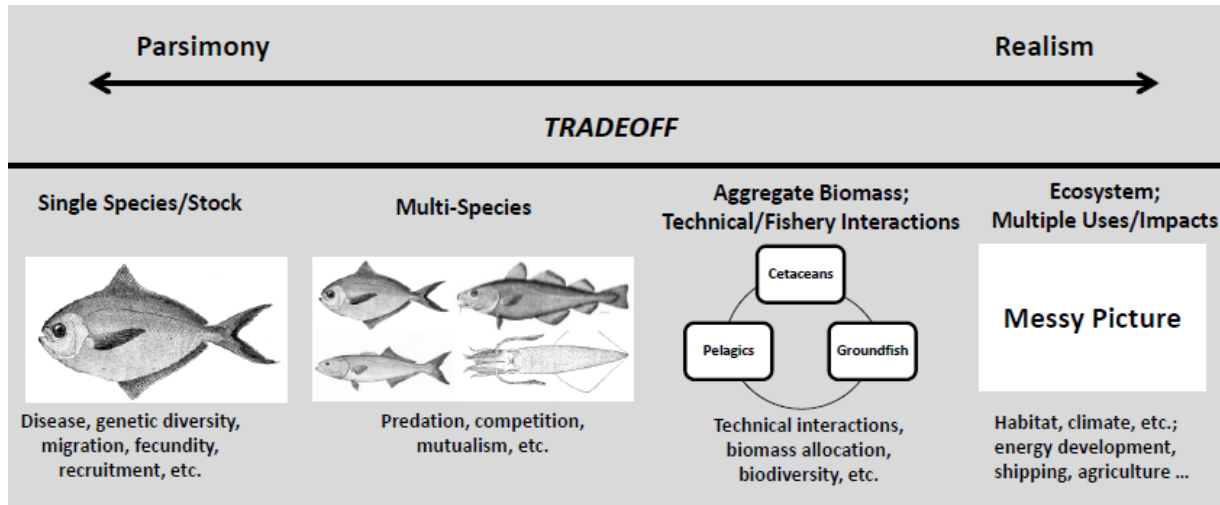 Parsimony
Realism
TRADEOFF
Single Species/Stock
Multi-Species
Aggregate Biomass;
Technical/Fishery Interactions
Ecosystem;
Multiple Uses/Impacts
Cetaceans
Pelagics
Groundfish
Messy Picture
Disease, genetic diversity,
migration, fecundity,
recruitment, etc.
Predation, competition,
mutualism, etc.
Technical interactions,
biomass allocation,
biodiversity, etc.
Habitat, climate, etc.;
energy development,
shipping, agriculture ...